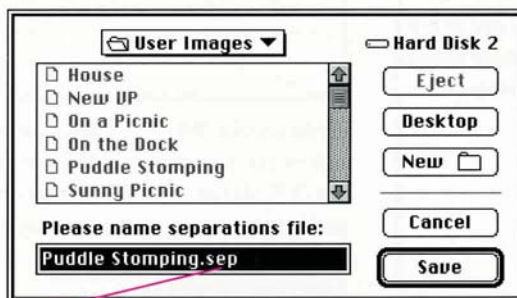 User Images
Hard Disk 2
House
New VP
On a Picnic
On the Dock
Puddle Stomping
Sunny Picnic
Eject
Desktop
New
Please name separations file:
Puddle Stomping.sep
Cancel
Save